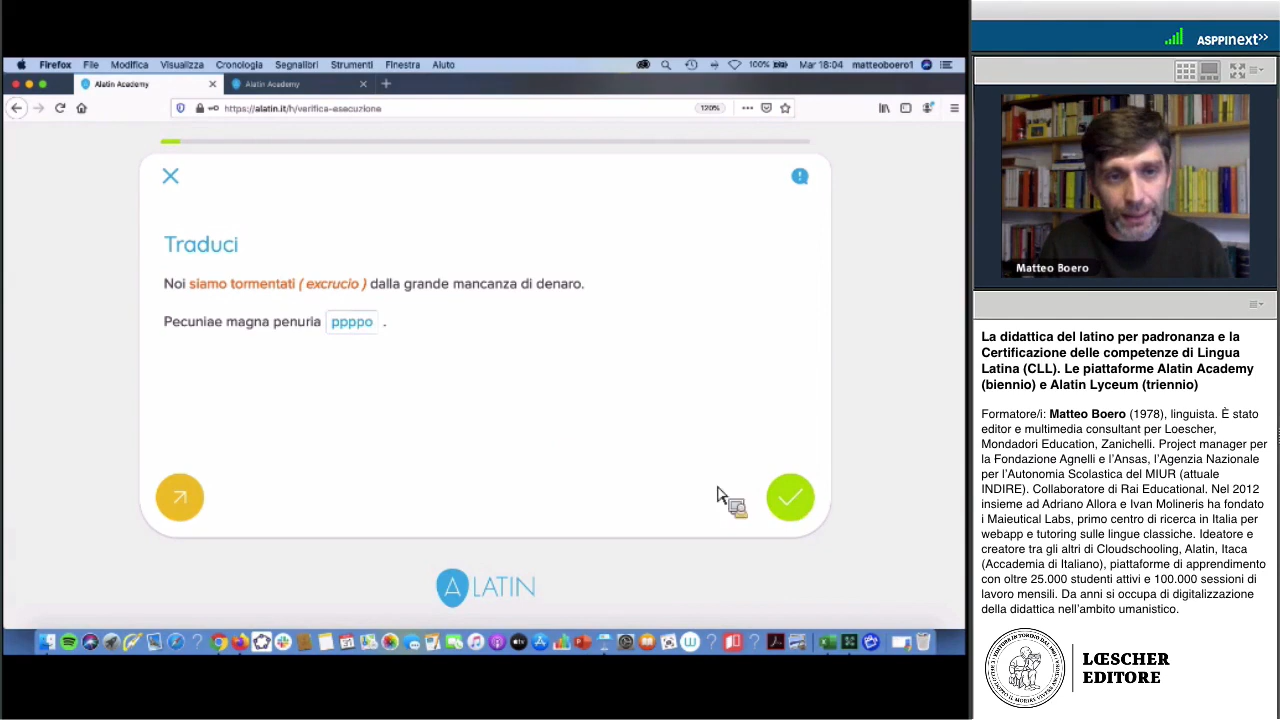 ASPPInext>>
Firefox File Modifica Visualizza Cronologia Segnalibri Strumenti Finestra Aiuto 100% Mar 18:04 matteoboero1
Alatin Academy
Alatin Academy
https://alatin.it/h/verifica-esecuzione 120%
Traduci
Noi siamo tormentati ( excrucio ) dalla grande mancanza di denaro.
Pecuniae magna penuria ppppo .
A LATIN
Matteo Boero
La didattica del latino per padronanza e la
Certificazione delle competenze di Lingua
Latina (CLL). Le piattaforme Alatin Academy
(biennio) e Alatin Lyceum (triennio)
Formatore/i: Matteo Boero (1978), linguista. È stato
editor e multimedia consultant per Loescher,
Mondadori Education, Zanichelli. Project manager per
la Fondazione Agnelli e l'Ansas, l'Agenzia Nazionale
per l'Autonomia Scolastica del MIUR (attuale
INDIRE). Collaboratore di Rai Educational. Nel 2012
insieme ad Adriano Allora e Ivan Molineris ha fondato
i Maieutical Labs, primo centro di ricerca in Italia per
webapp e tutoring sulle lingue classiche. Ideatore e
creatore tra gli altri di Cloudschooling, Alatin, Itaca
(Accademia di Italiano), piattaforme di apprendimento
con oltre 25.000 studenti attivi e 100.000 sessioni di
lavoro mensili. Da anni si occupa di digitalizzazione
della didattica nell'ambito umanistico.
LŒSCHER
EDITORE